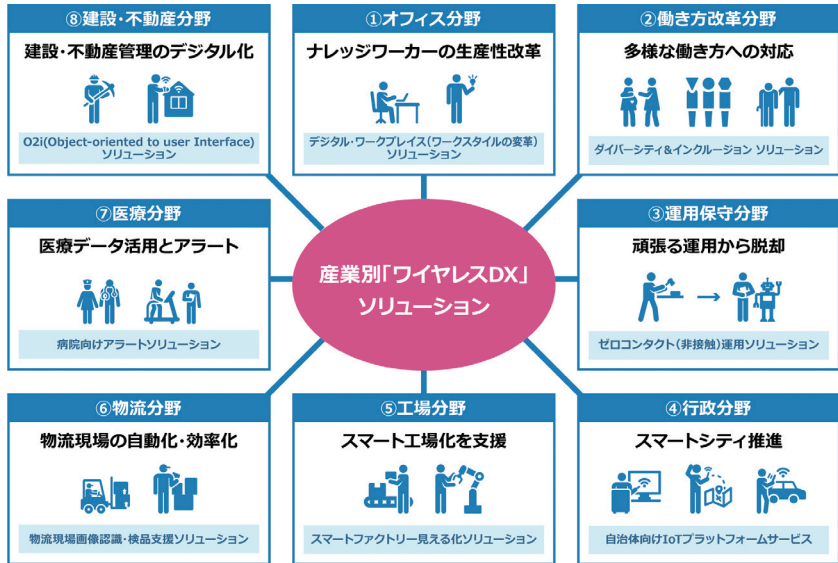 ⑧建設・不動産分野
建設・不動産管理のデジタル化
O2i(Object-oriented to user Interface)
ソリューション
①オフィス分野
ナレッジワーカーの生産性改革
デジタル・ワークプレイス(ワークスタイルの変革)
ソリューション
②働き方改革分野
多様な働き方への対応
ダイバーシティ&インクルージョン ソリューション
⑦医療分野
医療データ活用とアラート
病院向けアラートソリューション
産業別「ワイヤレスDX」
ソリューション
③運用保守分野
頑張る運用から脱却
ゼロコンタクト(非接触)運用ソリューション
⑥物流分野
物流現場の自動化・効率化
物流現場画像認識・検品支援ソリューション
⑤工場分野
スマート工場化を支援
スマートファクトリー見える化ソリューション
④行政分野
スマートシティ推進
自治体向けIoTプラットフォームサービス